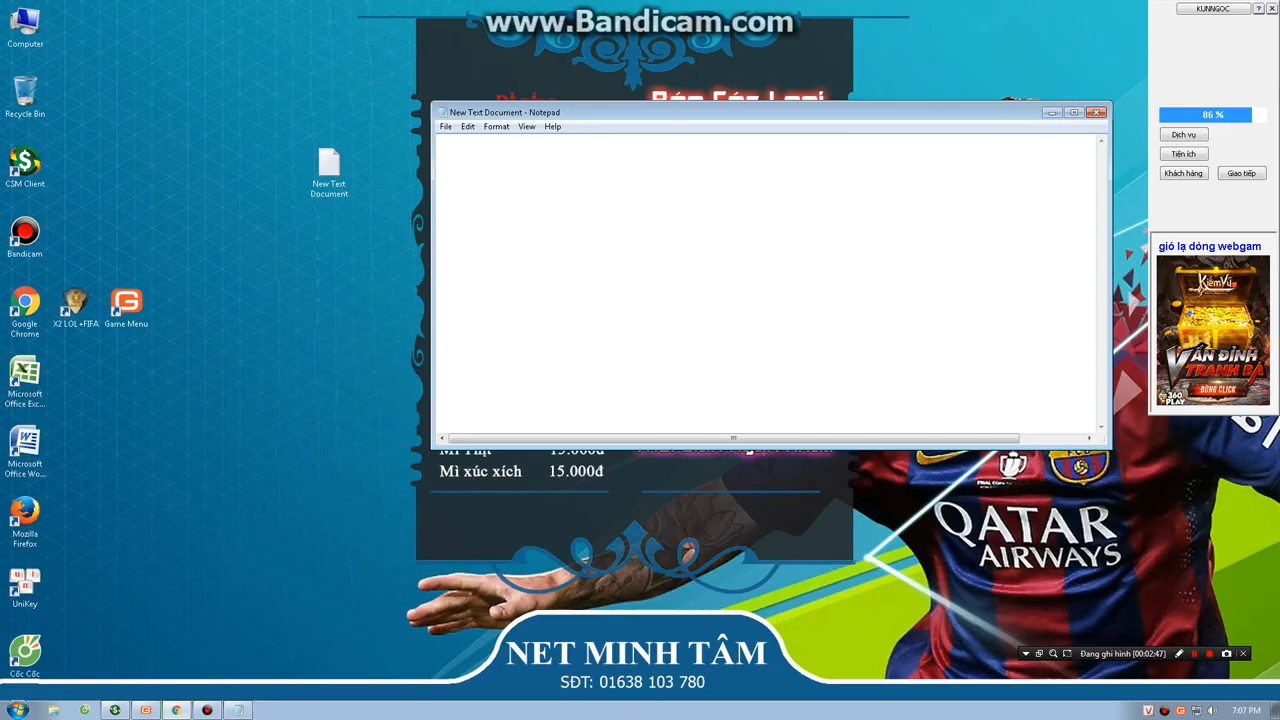 www.Bandicam.com
KUNNGOC
Computer
Recycle Bin
CSM Client
Bandicam
Google Chrome
X2 LOL+FIFA
Game Menu
Microsoft Office Exc...
Microsoft Office Wo...
Mozilla Firefox
UniKey
Cốc Cốc
New Text Document
New Text Document - Notepad
File Edit Format View Help
86 %
Dịch vụ
Tiện ích
Khách hàng
Giao tiếp
gió lạ dòng webgam
Kiếm Vũ
VẤN ĐỈNH
TRANH BÁ
ĐỪNG CLICK
360 PLAY
Mì xúc xích 15.000đ
QATAR
AIRWAYS
Đang ghi hình [00:02:47]
NET MINH TÂM
SĐT: 01638 103 780
7:07 PM